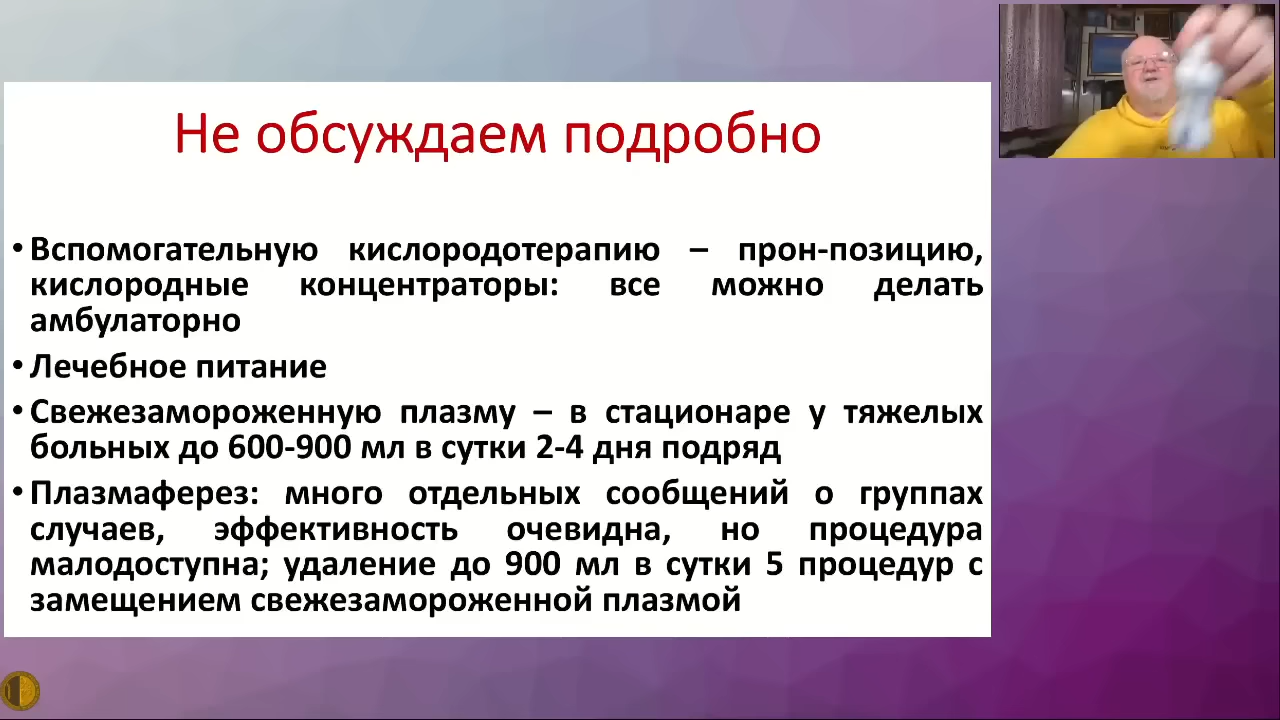 Не обсуждаем подробно
• Вспомогательную кислородотерапию – прон-позицию,
кислородные концентраторы: все можно делать
амбулаторно
• Лечебное питание
• Свежезамороженную плазму – в стационаре у тяжелых
больных до 600-900 мл в сутки 2-4 дня подряд
• Плазмаферез: много отдельных сообщений о группах
случаев, эффективность очевидна, но процедура
малодоступна; удаление до 900 мл в сутки 5 процедур с
замещением свежезамороженной плазмой